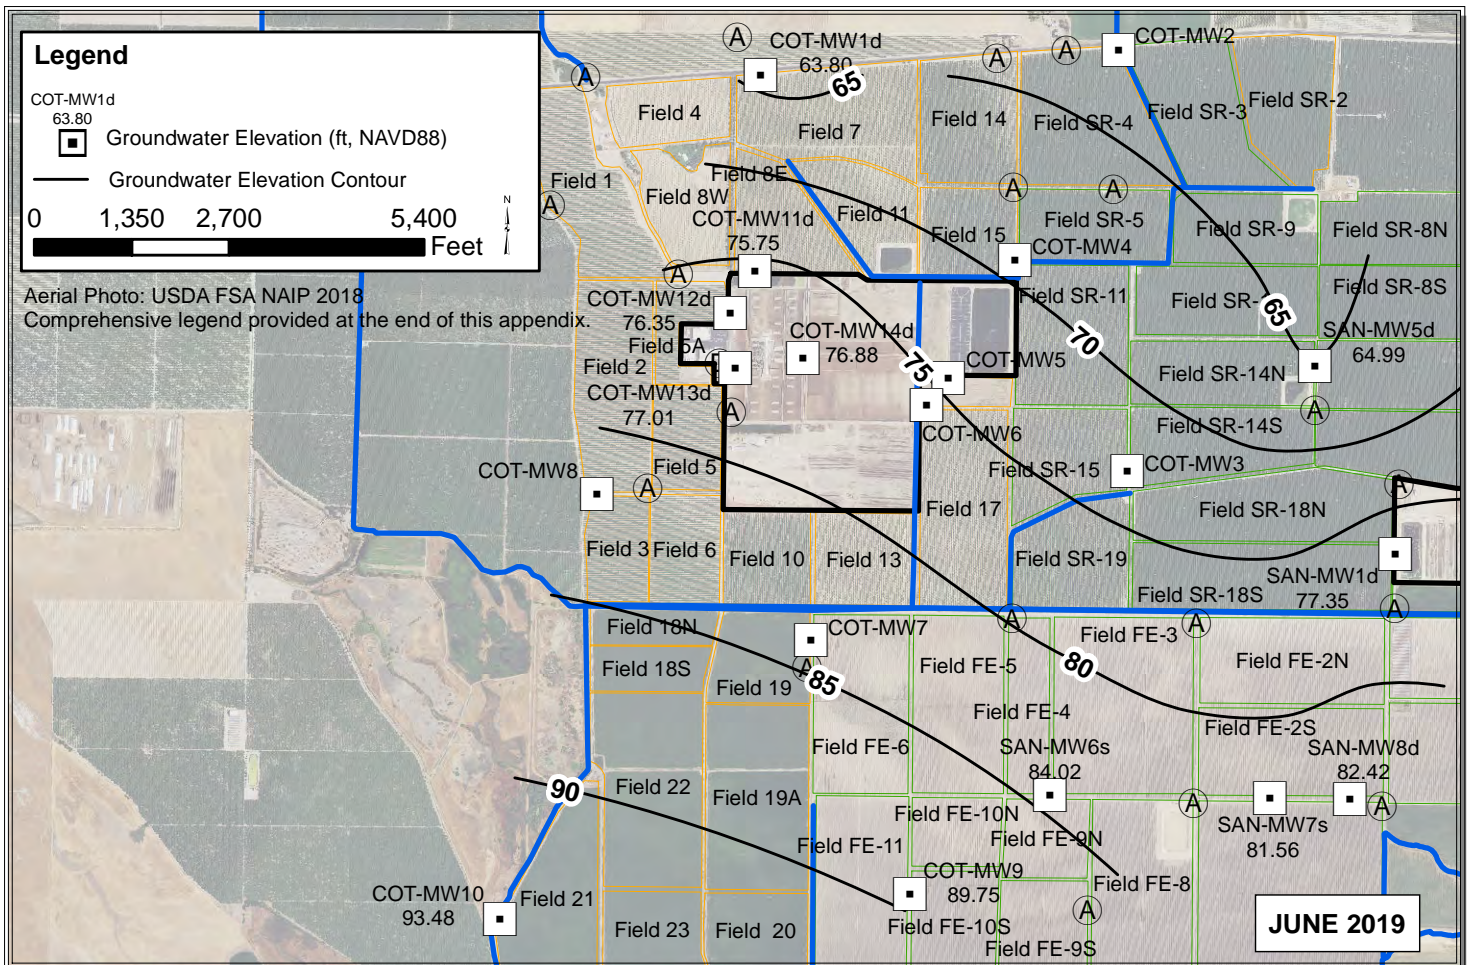 Legend
COT-MW1d
63.80
Groundwater Elevation (ft, NAVD88)
Groundwater Elevation Contour
0 1,350 2,700 5,400
Feet
N
Aerial Photo: USDA FSA NAIP 2018
Comprehensive legend provided at the end of this appendix.
A
COT-MW1d
63.80
65
A
A
COT-MW2
A
Field 4
Field 7
Field 14
Field SR-4
Field SR-3
Field SR-2
Field 1
A
Field 8W
Field 8E
Field 11
Field 15
A
A
Field SR-5
Field SR-9
Field SR-8N
COT-MW11d
75.75
COT-MW4
A
COT-MW12d
76.35
Field SR-11
Field SR-
65
Field SR-8S
SAN-MW5d
64.99
Field 5A
COT-MW14d
76.88
70
Field 2
75
COT-MW5
Field SR-14N
COT-MW13d
77.01
A
COT-MW6
A
Field SR-14S
COT-MW8
Field 5
A
Field SR-15
COT-MW3
A
Field 17
Field SR-18N
Field 3
Field 6
Field 10
Field 13
Field SR-19
SAN-MW1d
77.35
Field SR-18S
A
A
A
Field 18N
COT-MW7
Field FE-3
Field 18S
A
85
Field FE-5
80
Field FE-2N
Field 19
Field FE-4
Field FE-2S
Field FE-6
SAN-MW6s
84.02
SAN-MW8d
82.42
90
Field 22
Field 19A
Field FE-10N
A
A
SAN-MW7s
81.56
Field FE-9N
Field FE-11
COT-MW9
89.75
Field FE-8
COT-MW10
93.48
Field 21
A
Field FE-10S
Field 23
Field 20
Field FE-9S
JUNE 2019